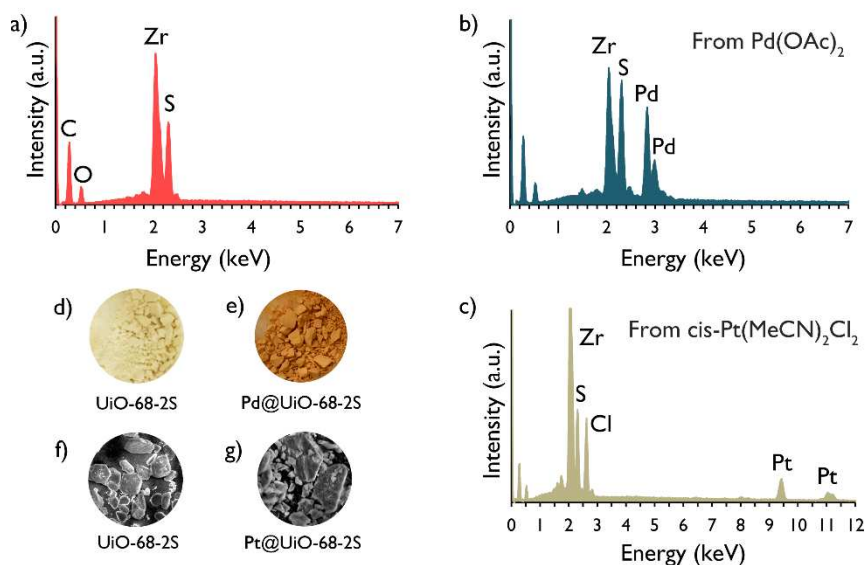 a)
Intensity (a.u.)
Zr
C
S
O
0 1 2 3 4 5 6 7
Energy (keV)
b)
From Pd(OAc)2
Intensity (a.u.)
Zr
S
Pd
Pd
0 1 2 3 4 5 6 7
Energy (keV)
d)
e)
UiO-68-2S
Pd@UiO-68-2S
f)
g)
UiO-68-2S
Pt@UiO-68-2S
c)
From cis-Pt(MeCN)2Cl2
Intensity (a.u.)
Zr
S
Cl
Pt
Pt
0 1 2 3 4 5 6 7 8 9 10 11 12
Energy (keV)